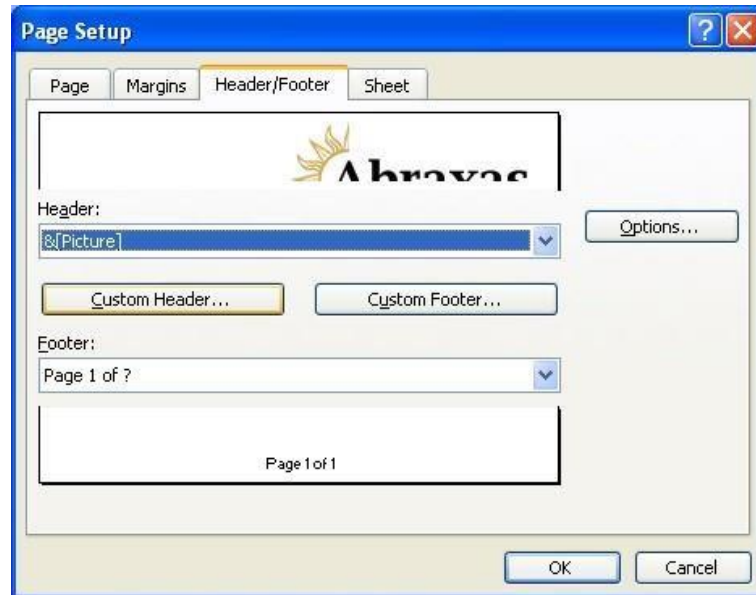 Page Setup
Page Margins Header/Footer Sheet
Abraxas
Header:
&[Picture]
Options...
Custom Header... Custom Footer...
Footer:
Page 1 of ?
Page 1 of 1
OK Cancel